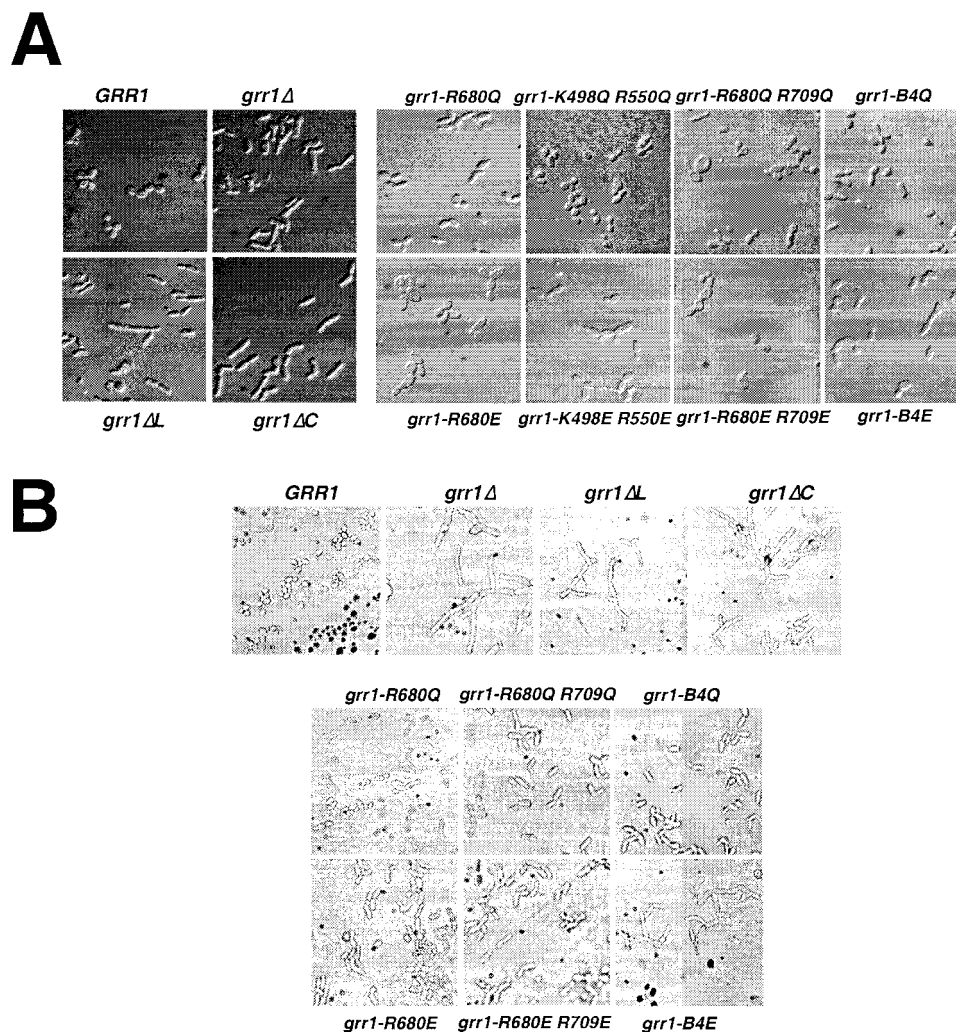 A
GRR1 grr1Δ grr1-R680Q grr1-K498Q R550Q grr1-R680Q R709Q grr1-B4Q
grr1ΔL grr1ΔC grr1-R680E grr1-K498E R550E grr1-R680E R709E grr1-B4E
B
GRR1 grr1Δ grr1ΔL grr1ΔC
grr1-R680Q grr1-R680Q R709Q grr1-B4Q
grr1-R680E grr1-R680E R709E grr1-B4E